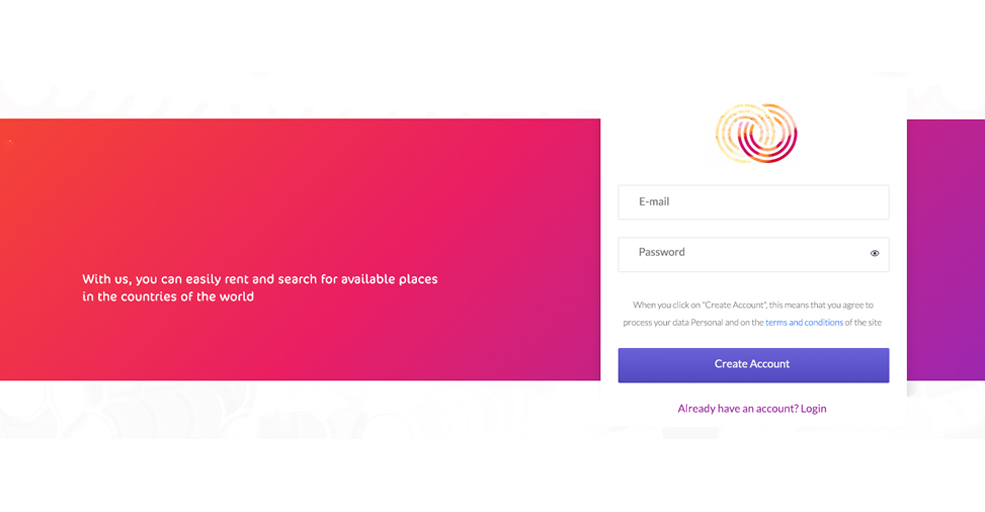 With us, you can easily rent and search for available places
in the countries of the world
E-mail
Password
When you click on "Create Account", this means that you agree to
process your data Personal and on the terms and conditions of the site
Create Account
Already have an account? Login